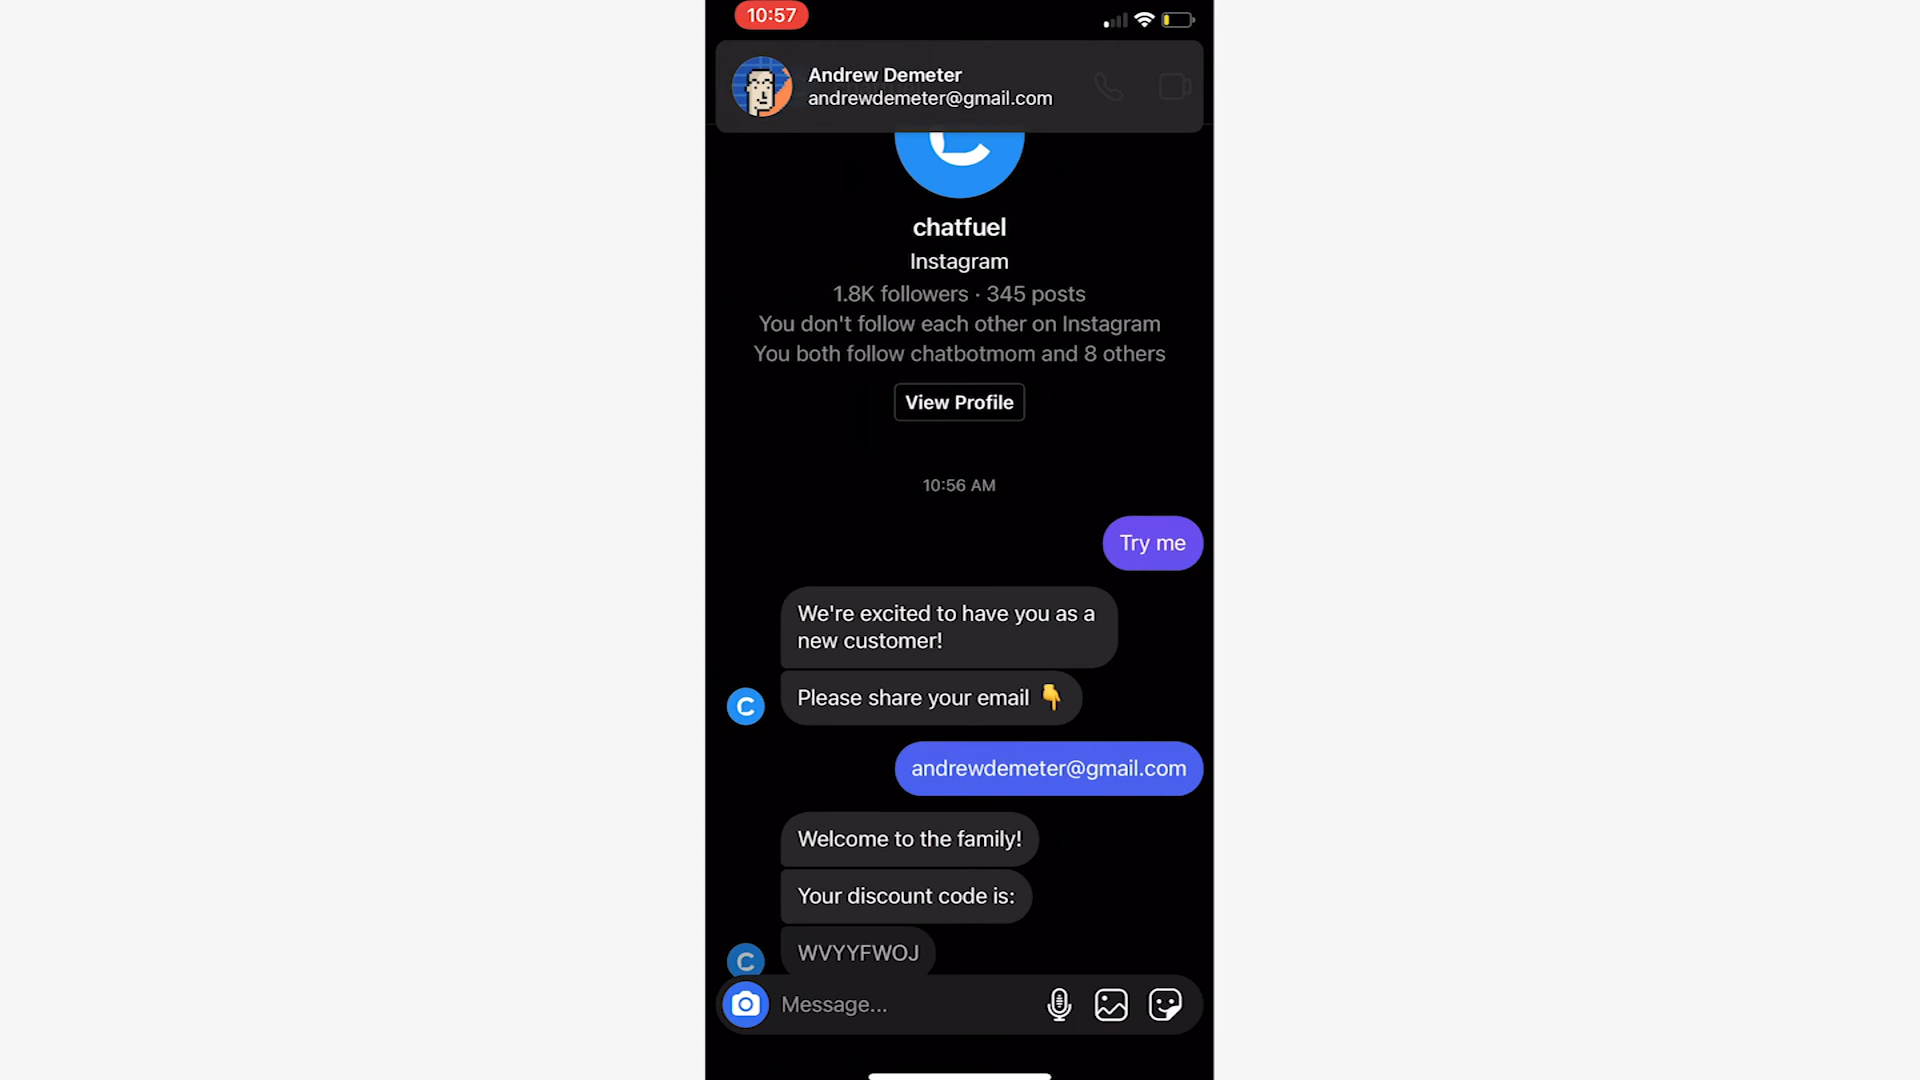 10:57
Andrew Demeter
andrewdemeter@gmail.com
chatfuel
Instagram
1.8K followers · 345 posts
You don't follow each other on Instagram
You both follow chatbotmom and 8 others
View Profile
10:56 AM
Try me
We're excited to have you as a
new customer!
Please share your email 👇
andrewdemeter@gmail.com
Welcome to the family!
Your discount code is:
WVYYFWOJ
Message...